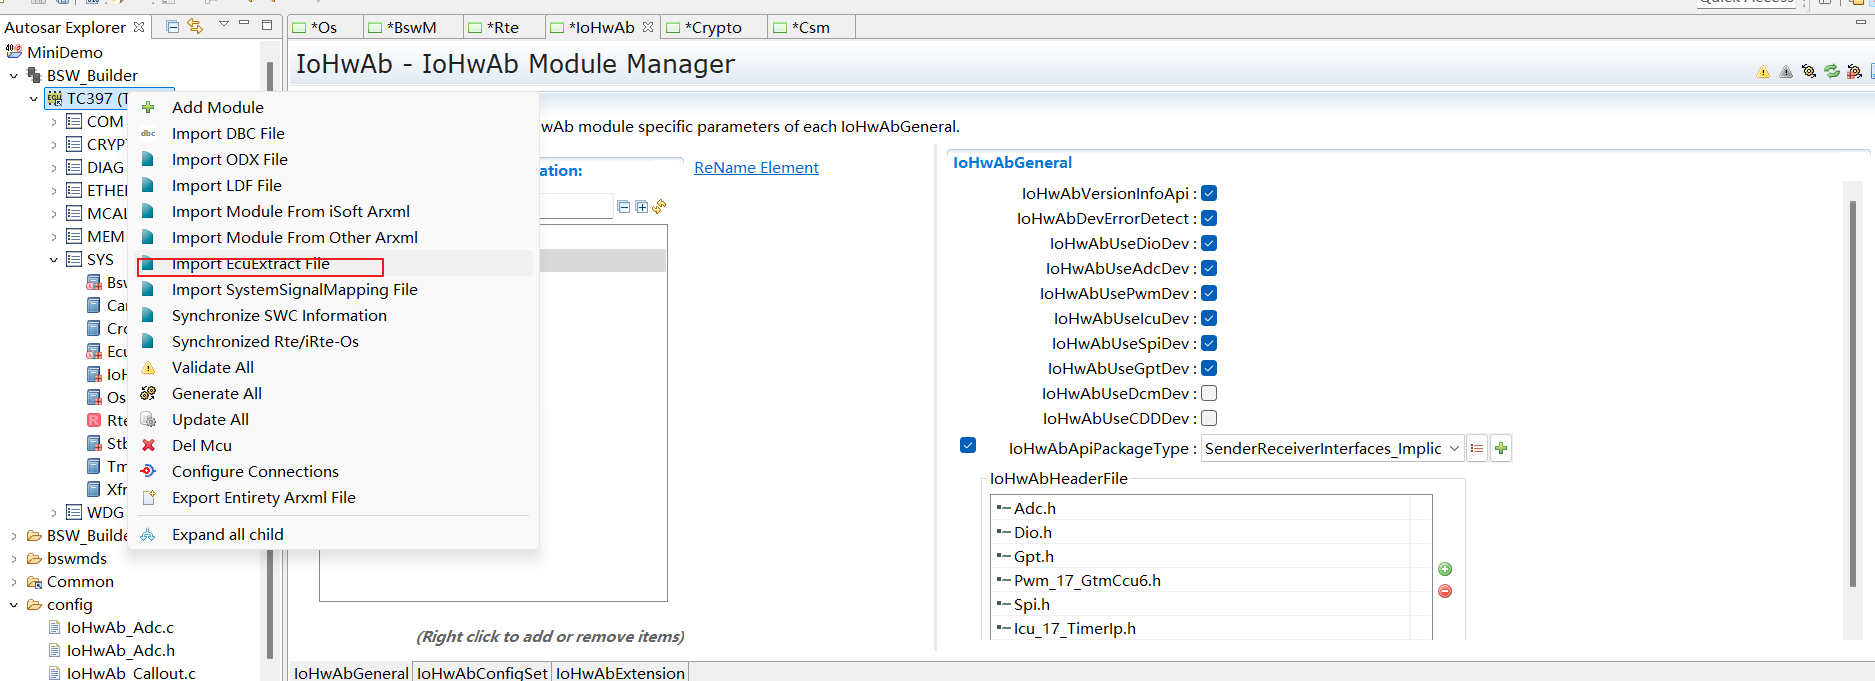 Quick Access
Autosar Explorer
*Os
*BswM
*Rte
*IoHwAb
*Crypto
*Csm
MiniDemo
BSW_Builder
TC397 (T
COM
CRYP
DIAG
ETHE
MCAL
MEM
SYS
Bsv
Car
Cro
Ecu
IoH
Os
Rte
Stb
Tm
Xfr
WDG
BSW_Builde
bswmds
Common
config
IoHwAb_Adc.c
IoHwAb_Adc.h
IoHwAb_Callout.c
Add Module
dbc Import DBC File
Import ODX File
Import LDF File
Import Module From iSoft Arxml
Import Module From Other Arxml
Import EcuExtract File
Import SystemSignalMapping File
Synchronize SWC Information
Synchronized Rte/iRte-Os
Validate All
Generate All
Update All
Del Mcu
Configure Connections
Export Entirety Arxml File
Expand all child
IoHwAb - IoHwAb Module Manager
wAb module specific parameters of each IoHwAbGeneral.
ation:
ReName Element
(Right click to add or remove items)
IoHwAbGeneral
IoHwAbVersionInfoApi :
IoHwAbDevErrorDetect :
IoHwAbUseDioDev :
IoHwAbUseAdcDev :
IoHwAbUsePwmDev :
IoHwAbUseIcuDev :
IoHwAbUseSpiDev :
IoHwAbUseGptDev :
IoHwAbUseDcmDev :
IoHwAbUseCDDDev :
IoHwAbApiPackageType : SenderReceiverInterfaces_Implic
IoHwAbHeaderFile
Adc.h
Dio.h
Gpt.h
Pwm_17_GtmCcu6.h
Spi.h
Icu_17_TimerIp.h
IoHwAbGeneral
IoHwAbConfigSet
IoHwAbExtension